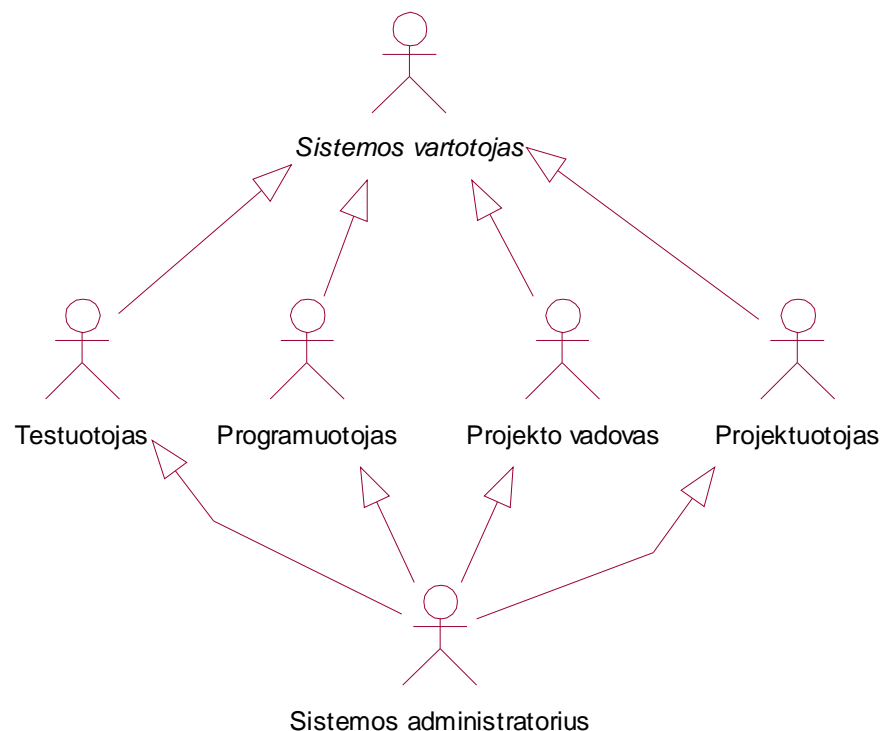 Sistemos vartotojas
Testuotojas
Programuotojas
Projekto vadovas
Projektuotojas
Sistemos administratorius